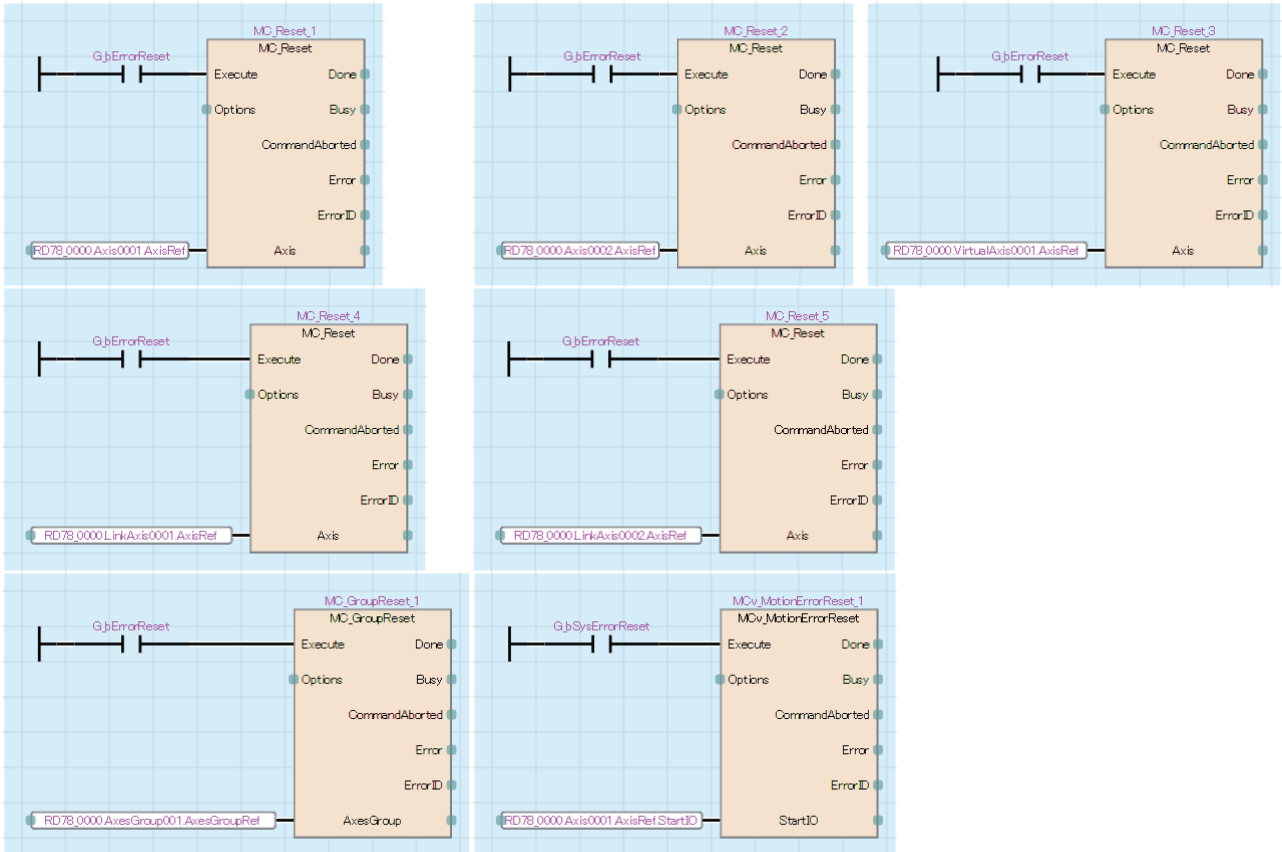 MC_Reset_1
MC_Reset
G_bErrorReset
Execute
Done
Options
Busy
CommandAborted
Error
ErrorID
RD78_0000.Axis0001.AxisRef
Axis
MC_Reset_2
MC_Reset
G_bErrorReset
Execute
Done
Options
Busy
CommandAborted
Error
ErrorID
RD78_0000.Axis0002.AxisRef
Axis
MC_Reset_3
MC_Reset
G_bErrorReset
Execute
Done
Options
Busy
CommandAborted
Error
ErrorID
RD78_0000.VirtualAxis0001.AxisRef
Axis
MC_Reset_4
MC_Reset
G_bErrorReset
Execute
Done
Options
Busy
CommandAborted
Error
ErrorID
RD78_0000.LinkAxis0001.AxisRef
Axis
MC_Reset_5
MC_Reset
G_bErrorReset
Execute
Done
Options
Busy
CommandAborted
Error
ErrorID
RD78_0000.LinkAxis0002.AxisRef
Axis
MC_GroupReset_1
MC_GroupReset
G_bErrorReset
Execute
Done
Options
Busy
CommandAborted
Error
ErrorID
RD78_0000.AxesGroup001.AxesGroupRef
AxesGroup
MCv_MotionErrorReset_1
MCv_MotionErrorReset
G_bSysErrorReset
Execute
Done
Options
Busy
CommandAborted
Error
ErrorID
RD78_0000.Axis0001.AxisRef.StartIO
StartIO